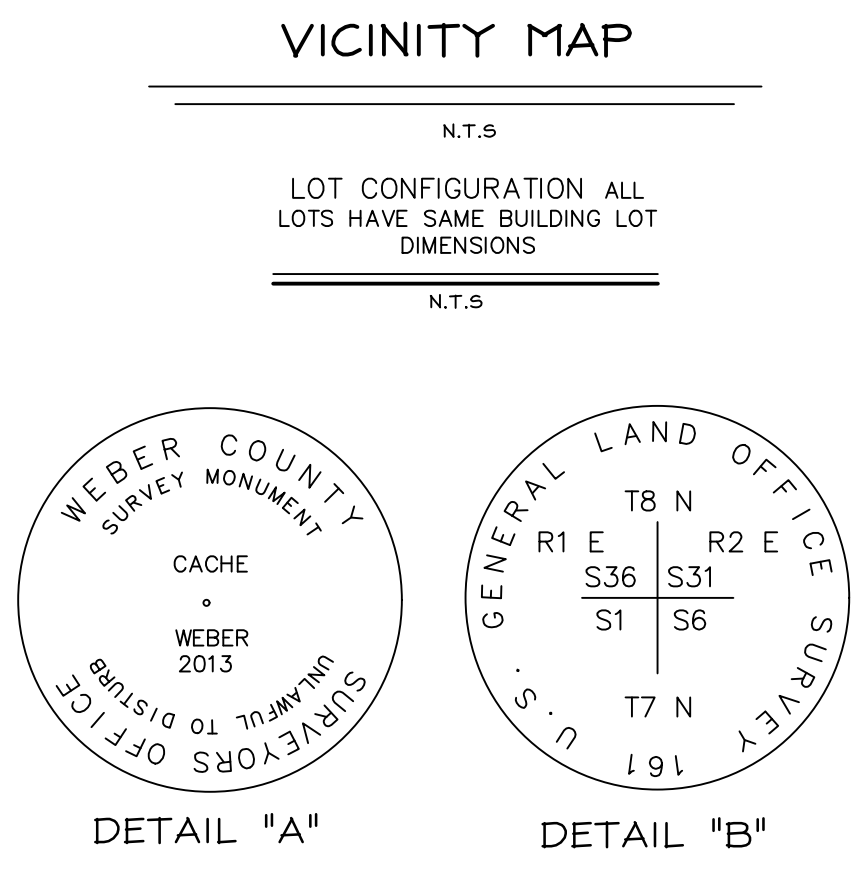 VICINITY MAP
N.T.S
LOT CONFIGURATION ALL
LOTS HAVE SAME BUILDING LOT
DIMENSIONS
N.T.S
WEBER COUNTY
SURVEY MONUMENT
CACHE
WEBER
2013
UNLAWFUL TO DISTURB
SURVEYORS OFFICE
DETAIL "A"
U.S. GENERAL LAND OFFICE SURVEY
T8 N
R1 E R2 E
S36 S31
S1 S6
T7 N
161
DETAIL "B"